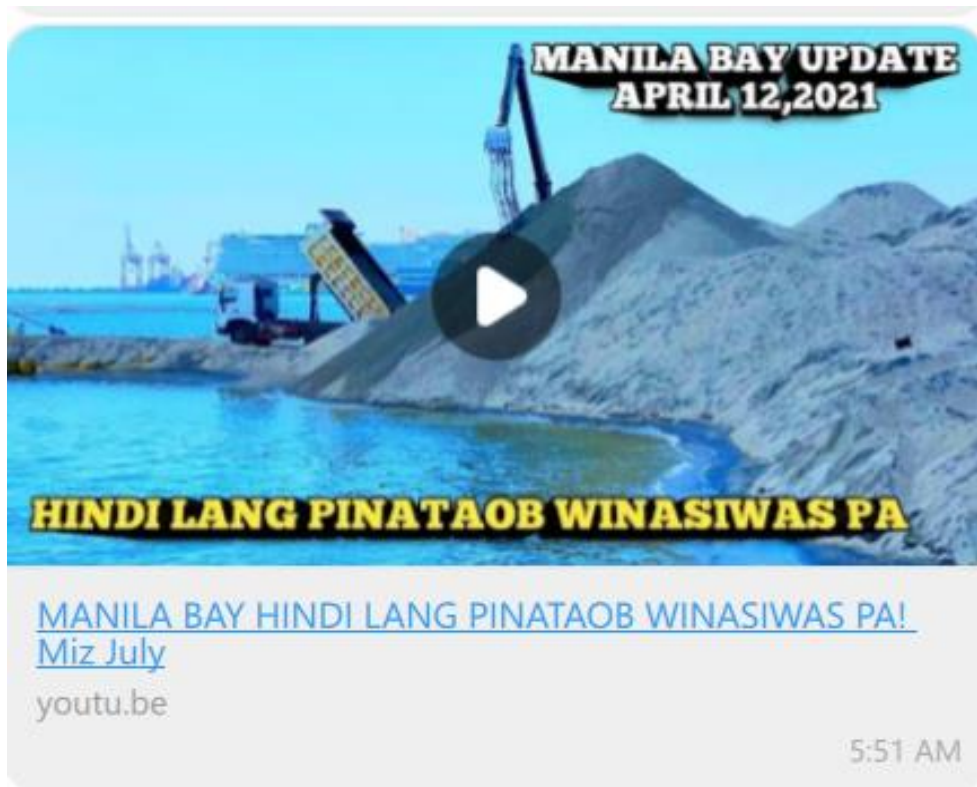 MANILA BAY UPDATE
APRIL 12,2021
HINDI LANG PINATAOB WINASIWAS PA
MANILA BAY HINDI LANG PINATAOB WINASIWAS PA!
Miz July
youtu.be
5:51 AM